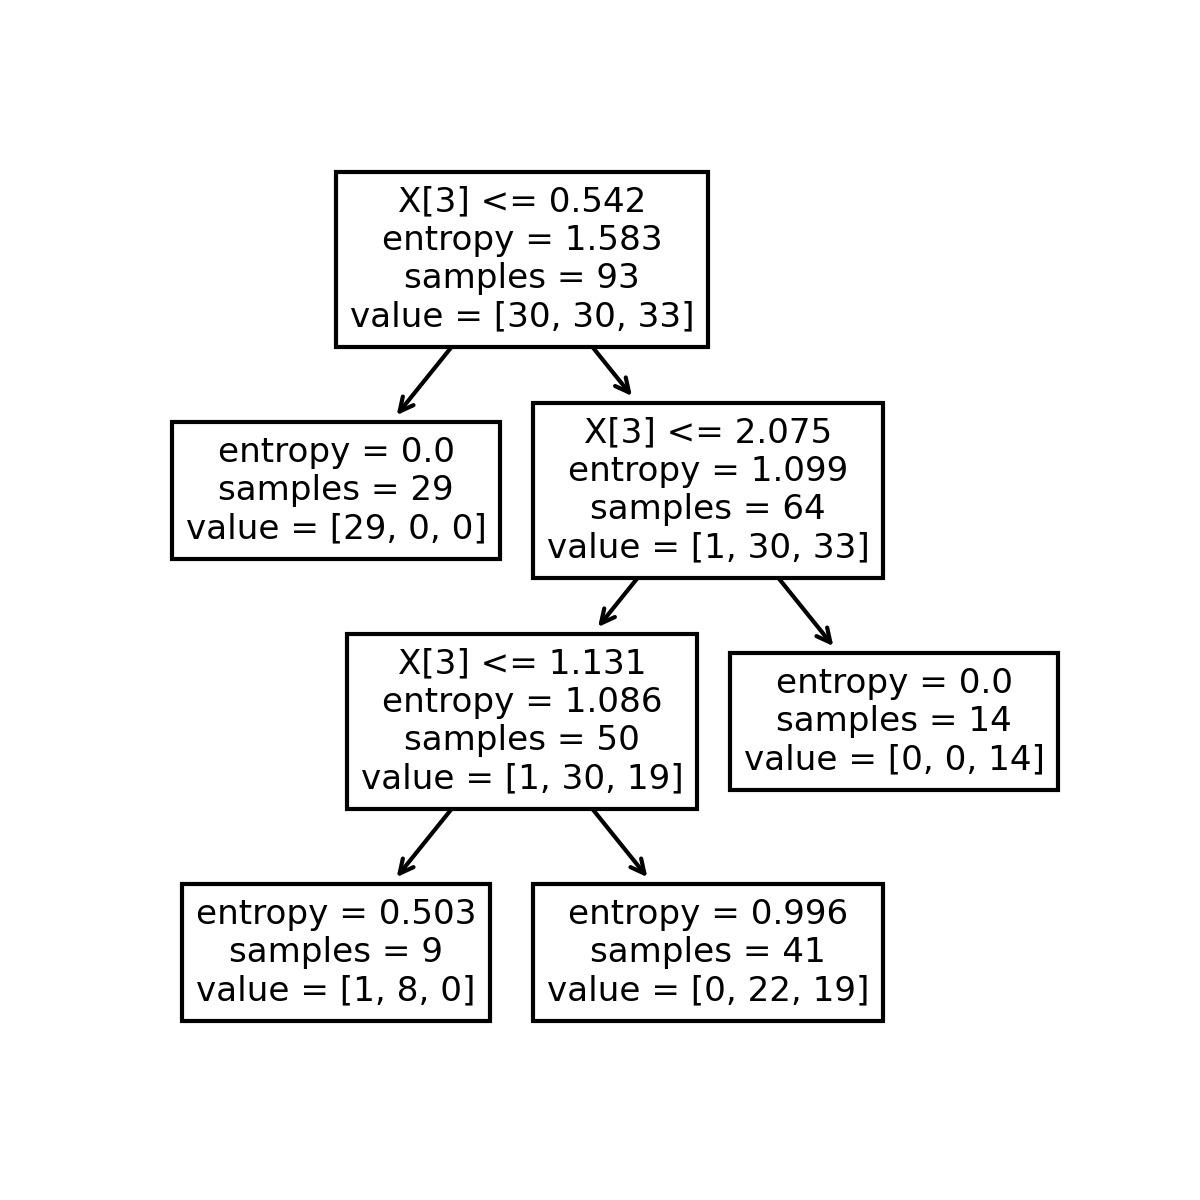 X[3] <= 0.542
entropy = 1.583
samples = 93
value = [30, 30, 33]
entropy = 0.0
samples = 29
value = [29, 0, 0]
X[3] <= 2.075
entropy = 1.099
samples = 64
value = [1, 30, 33]
X[3] <= 1.131
entropy = 1.086
samples = 50
value = [1, 30, 19]
entropy = 0.0
samples = 14
value = [0, 0, 14]
entropy = 0.503
samples = 9
value = [1, 8, 0]
entropy = 0.996
samples = 41
value = [0, 22, 19]